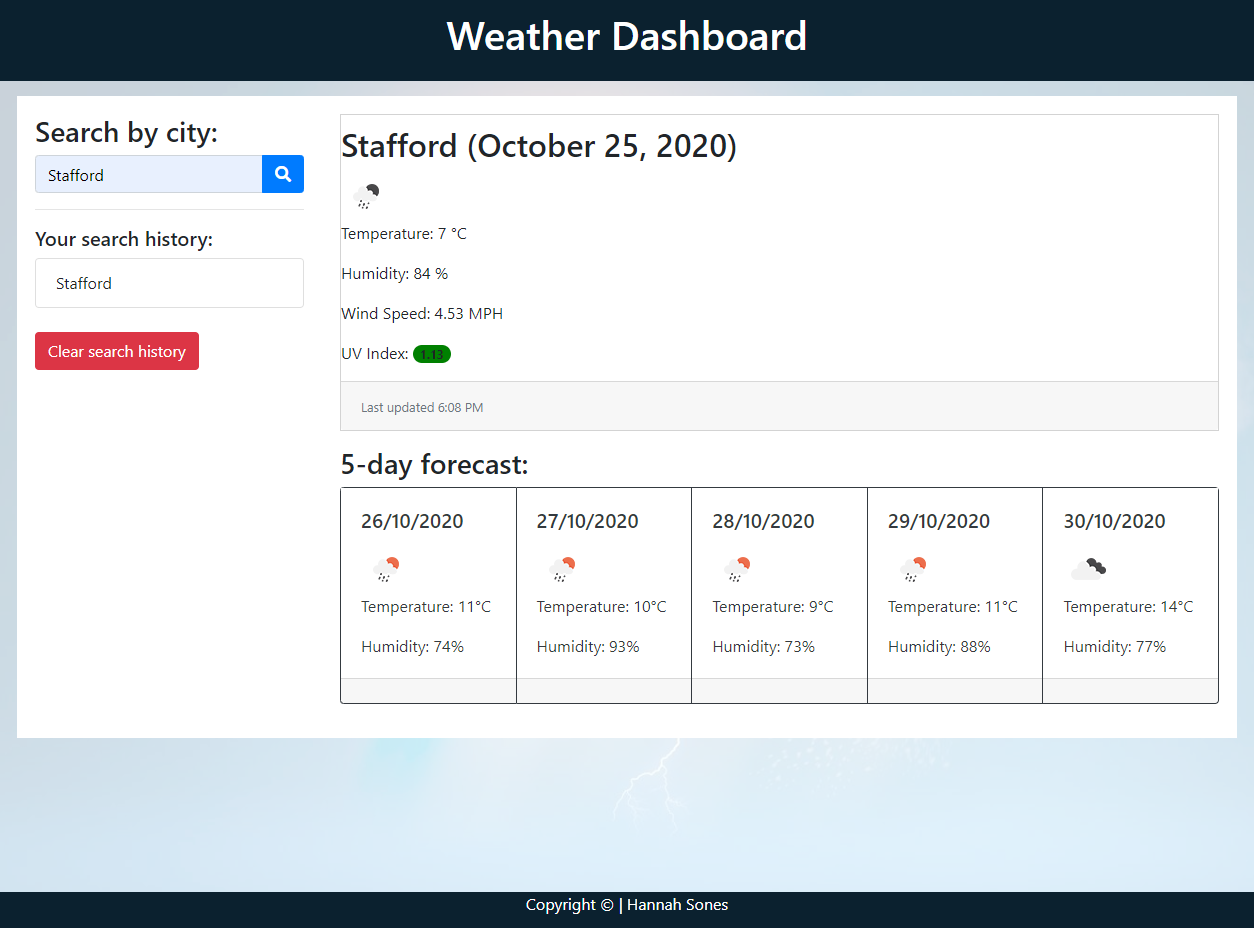 Weather Dashboard
Search by city:
Stafford
Your search history:
Stafford
Clear search history
Stafford (October 25, 2020)
Temperature: 7 °C
Humidity: 84 %
Wind Speed: 4.53 MPH
UV Index: 1.13
Last updated 6:08 PM
5-day forecast:
26/10/2020
Temperature: 11°C
Humidity: 74%
27/10/2020
Temperature: 10°C
Humidity: 93%
28/10/2020
Temperature: 9°C
Humidity: 73%
29/10/2020
Temperature: 11°C
Humidity: 88%
30/10/2020
Temperature: 14°C
Humidity: 77%
Copyright © | Hannah Sones